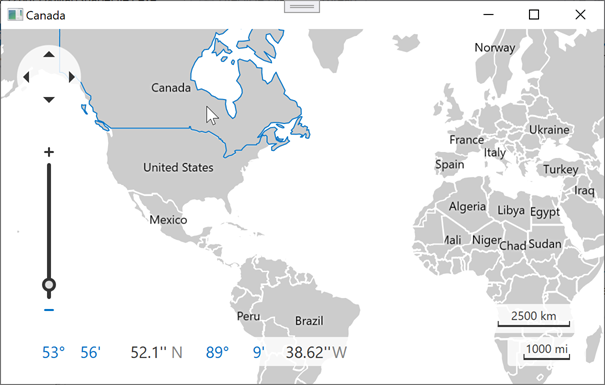 Canada
Norway
Canada
Ukraine
France
Italy
Spain
United States
Turkey
Iraq
Algeria
Libya
Egypt
Mexico
Mali
Niger
Chad
Sudan
Peru
Brazil
2500 km
1000 mi
53° 56' 52.1'' N 89° 9' 38.62'' W